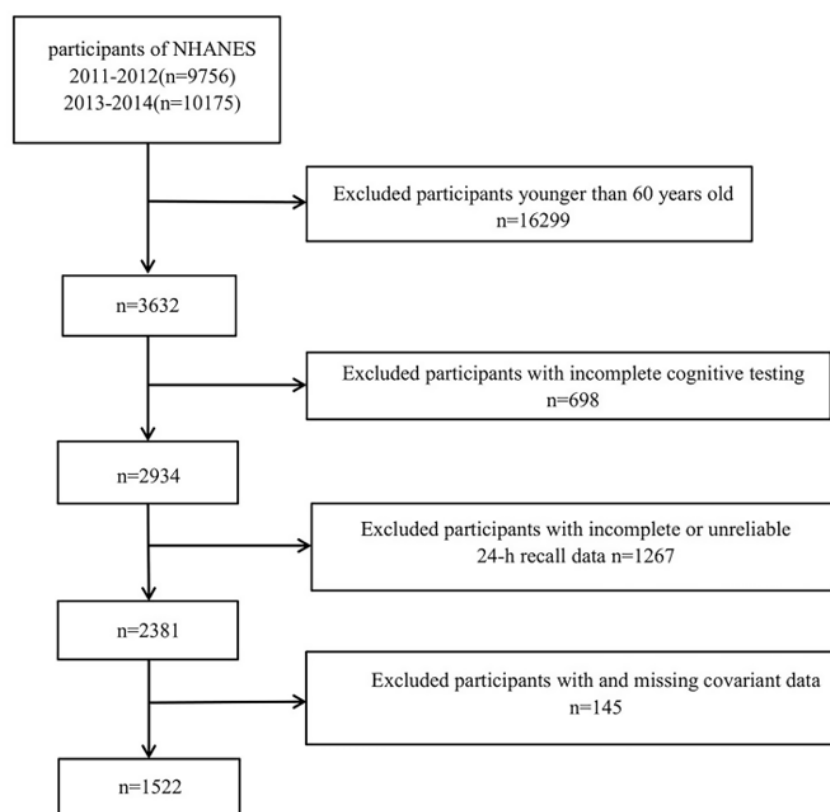 participants of NHANES
2011-2012(n=9756)
2013-2014(n=10175)
Excluded participants younger than 60 years old
n=16299
n=3632
Excluded participants with incomplete cognitive testing
n=698
n=2934
Excluded participants with incomplete or unreliable
24-h recall data n=1267
n=2381
Excluded participants with and missing covariant data
n=145
n=1522